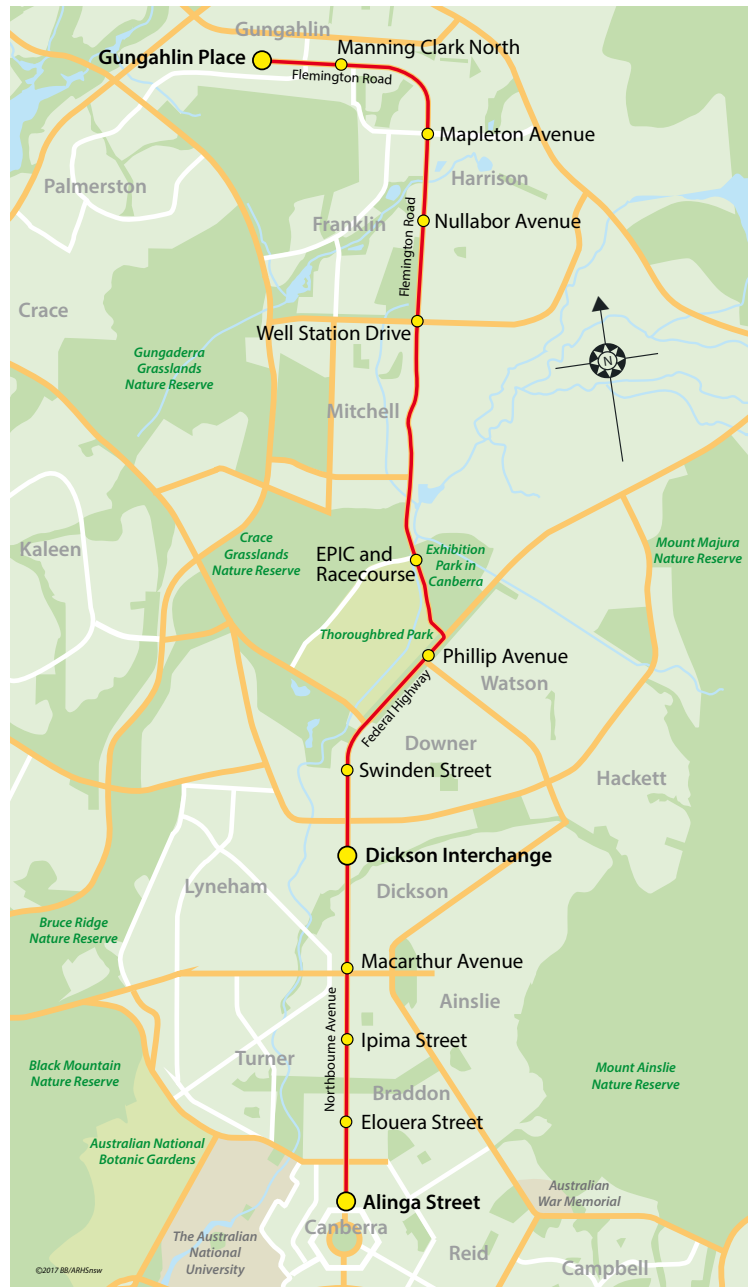 Gungahlin
Gungahlin Place
Manning Clark North
Flemington Road
Mapleton Avenue
Harrison
Palmerston
Franklin
Nullabor Avenue
Flemington Road
Crace
Well Station Drive
Gungaderra
Grasslands
Nature Reserve
N
Mitchell
Kaleen
Crace
Grasslands
Nature Reserve
EPIC and
Racecourse
Exhibition
Park in
Canberra
Mount Majura
Nature Reserve
Thoroughbred Park
Phillip Avenue
Watson
Federal Highway
Downer
Swinden Street
Hackett
Dickson Interchange
Lyneham
Dickson
Bruce Ridge
Nature Reserve
Macarthur Avenue
Ainslie
Northbourne Avenue
Ipima Street
Turner
Black Mountain
Nature Reserve
Mount Ainslie
Nature Reserve
Braddon
Elouera Street
Australian National
Botanic Gardens
Alinga Street
Australian
War Memorial
Canberra
The Australian
National
University
Reid
Campbell
©2017 BB/ARHSnsw